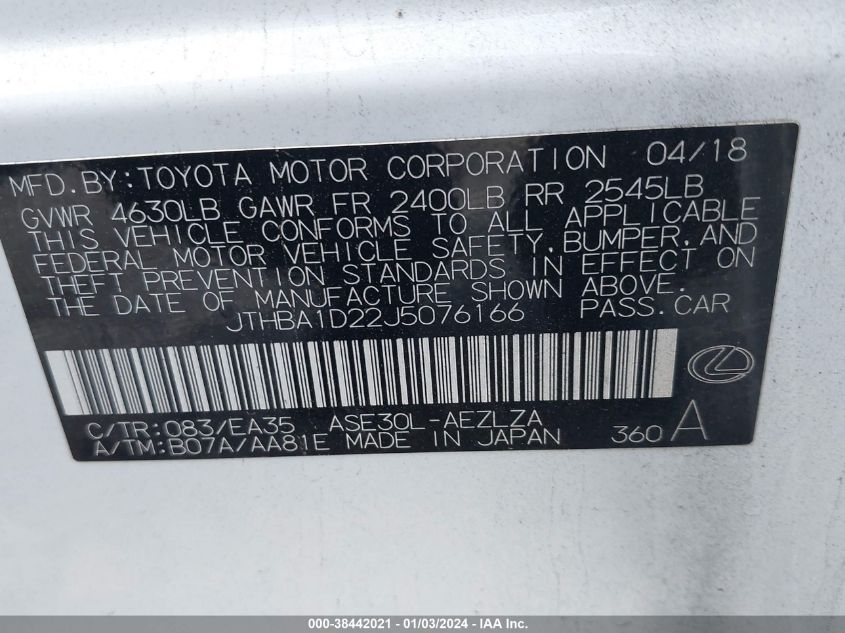 MFD. BY: TOYOTA MOTOR CORPORATION 04/18
GVWR 4630LB GAWR FR 2400LB RR 2545LB
THIS VEHICLE CONFORMS TO ALL APPLICABLE
FEDERAL MOTOR VEHICLE SAFETY, BUMPER, AND
THEFT PREVENTION STANDARDS IN EFFECT ON
THE DATE OF MANUFACTURE SHOWN ABOVE.
JTHBA1D22J5076166 PASS. CAR
C/TR: 083/EA35 ASE30L-AEZLZA
A/TM: B07A/AA81E MADE IN JAPAN 360 A
000-38442021 - 01/03/2024 - IAA Inc.